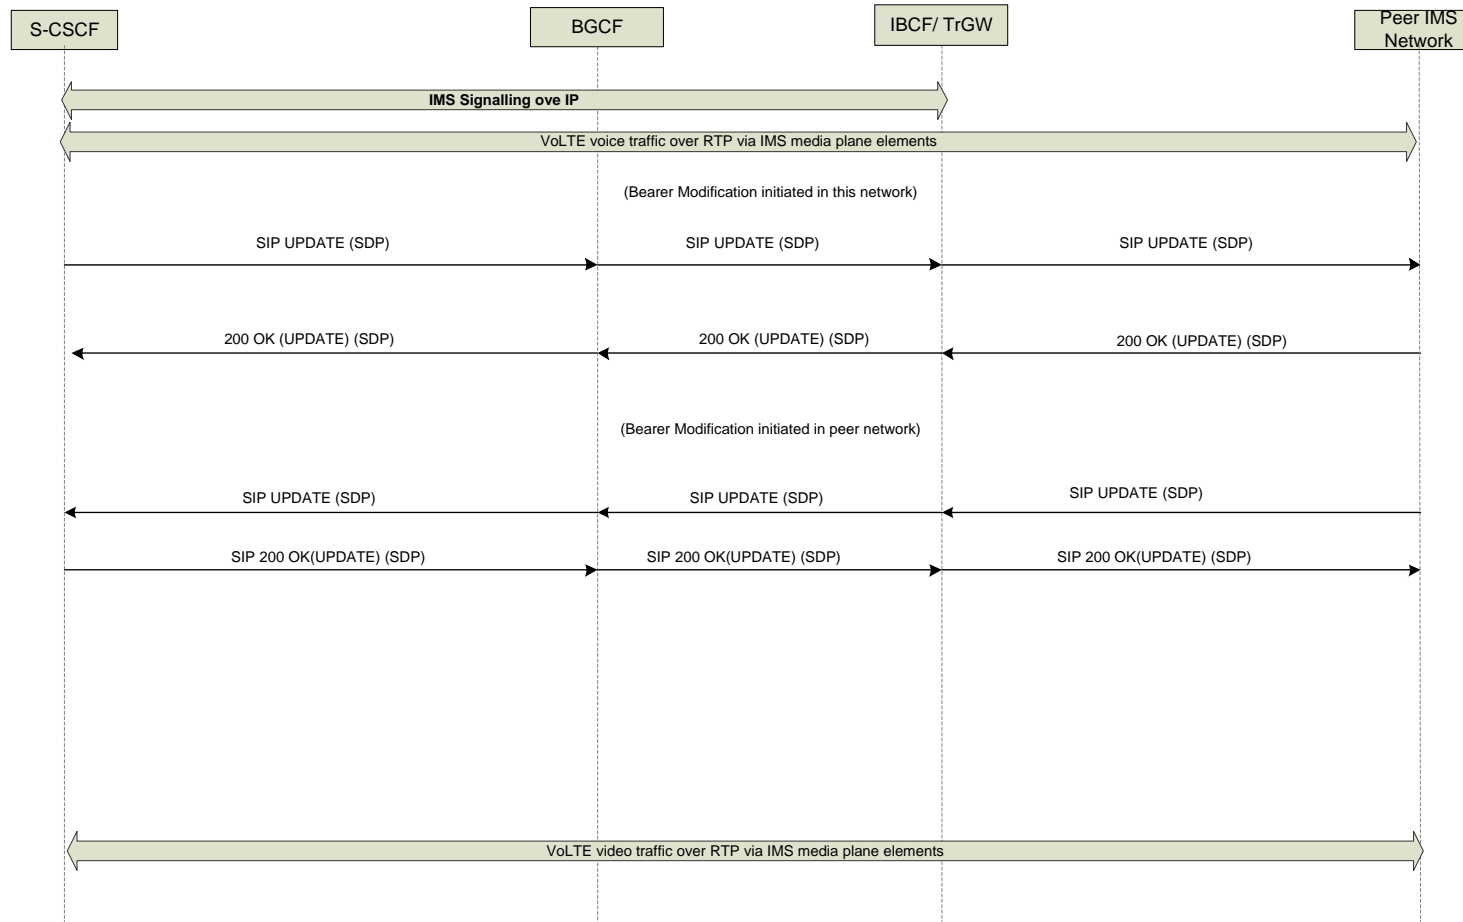 S-CSCF
BGCF
IBCF/ TrGW
Peer IMS
Network
IMS Signalling ove IP
VoLTE voice traffic over RTP via IMS media plane elements
(Bearer Modification initiated in this network)
SIP UPDATE (SDP)
SIP UPDATE (SDP)
SIP UPDATE (SDP)
200 OK (UPDATE) (SDP)
200 OK (UPDATE) (SDP)
200 OK (UPDATE) (SDP)
(Bearer Modification initiated in peer network)
SIP UPDATE (SDP)
SIP UPDATE (SDP)
SIP UPDATE (SDP)
SIP 200 OK(UPDATE) (SDP)
SIP 200 OK(UPDATE) (SDP)
SIP 200 OK(UPDATE) (SDP)
VoLTE video traffic over RTP via IMS media plane elements